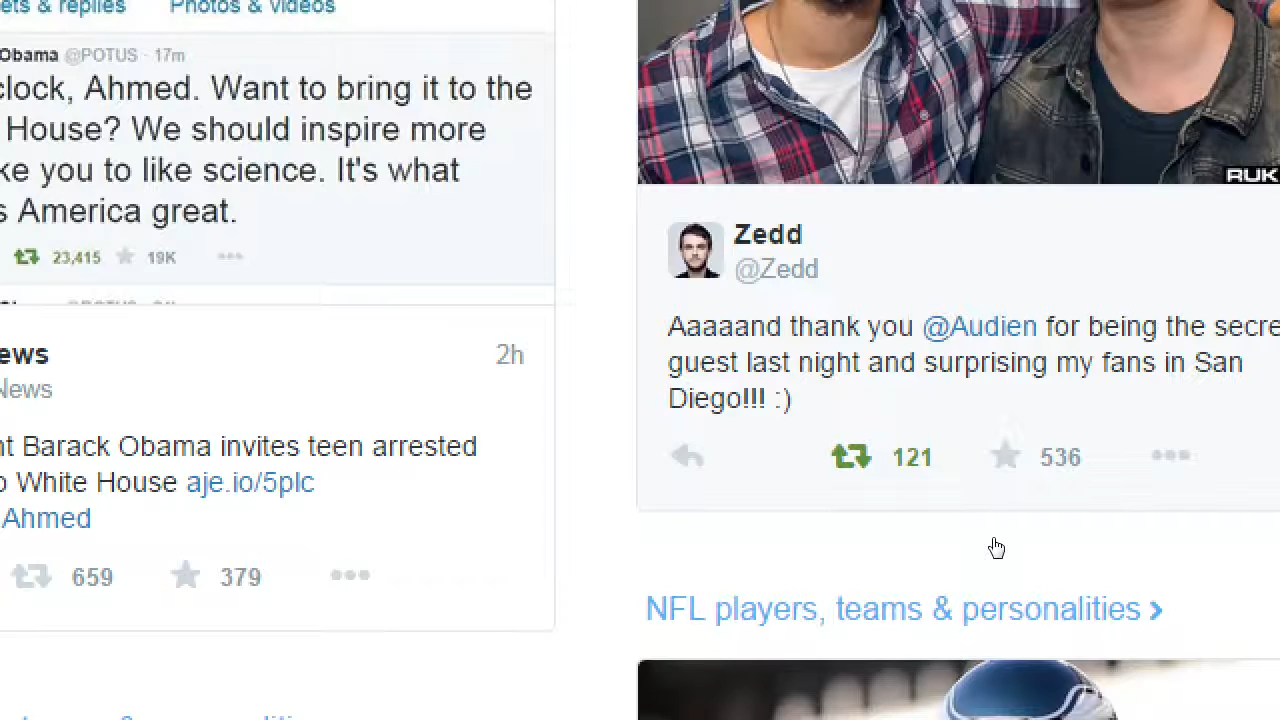 ets & replies Photos & videos
Obama @POTUS · 17m
clock, Ahmed. Want to bring it to the
House? We should inspire more
ke you to like science. It's what
s America great.
23,415 19K
ews 2h
News
nt Barack Obama invites teen arrested
o White House aje.io/5plc
Ahmed
659 379
RUK
Zedd
@Zedd
Aaaaand thank you @Audien for being the secre
guest last night and surprising my fans in San
Diego!!! :)
121 536
NFL players, teams & personalities